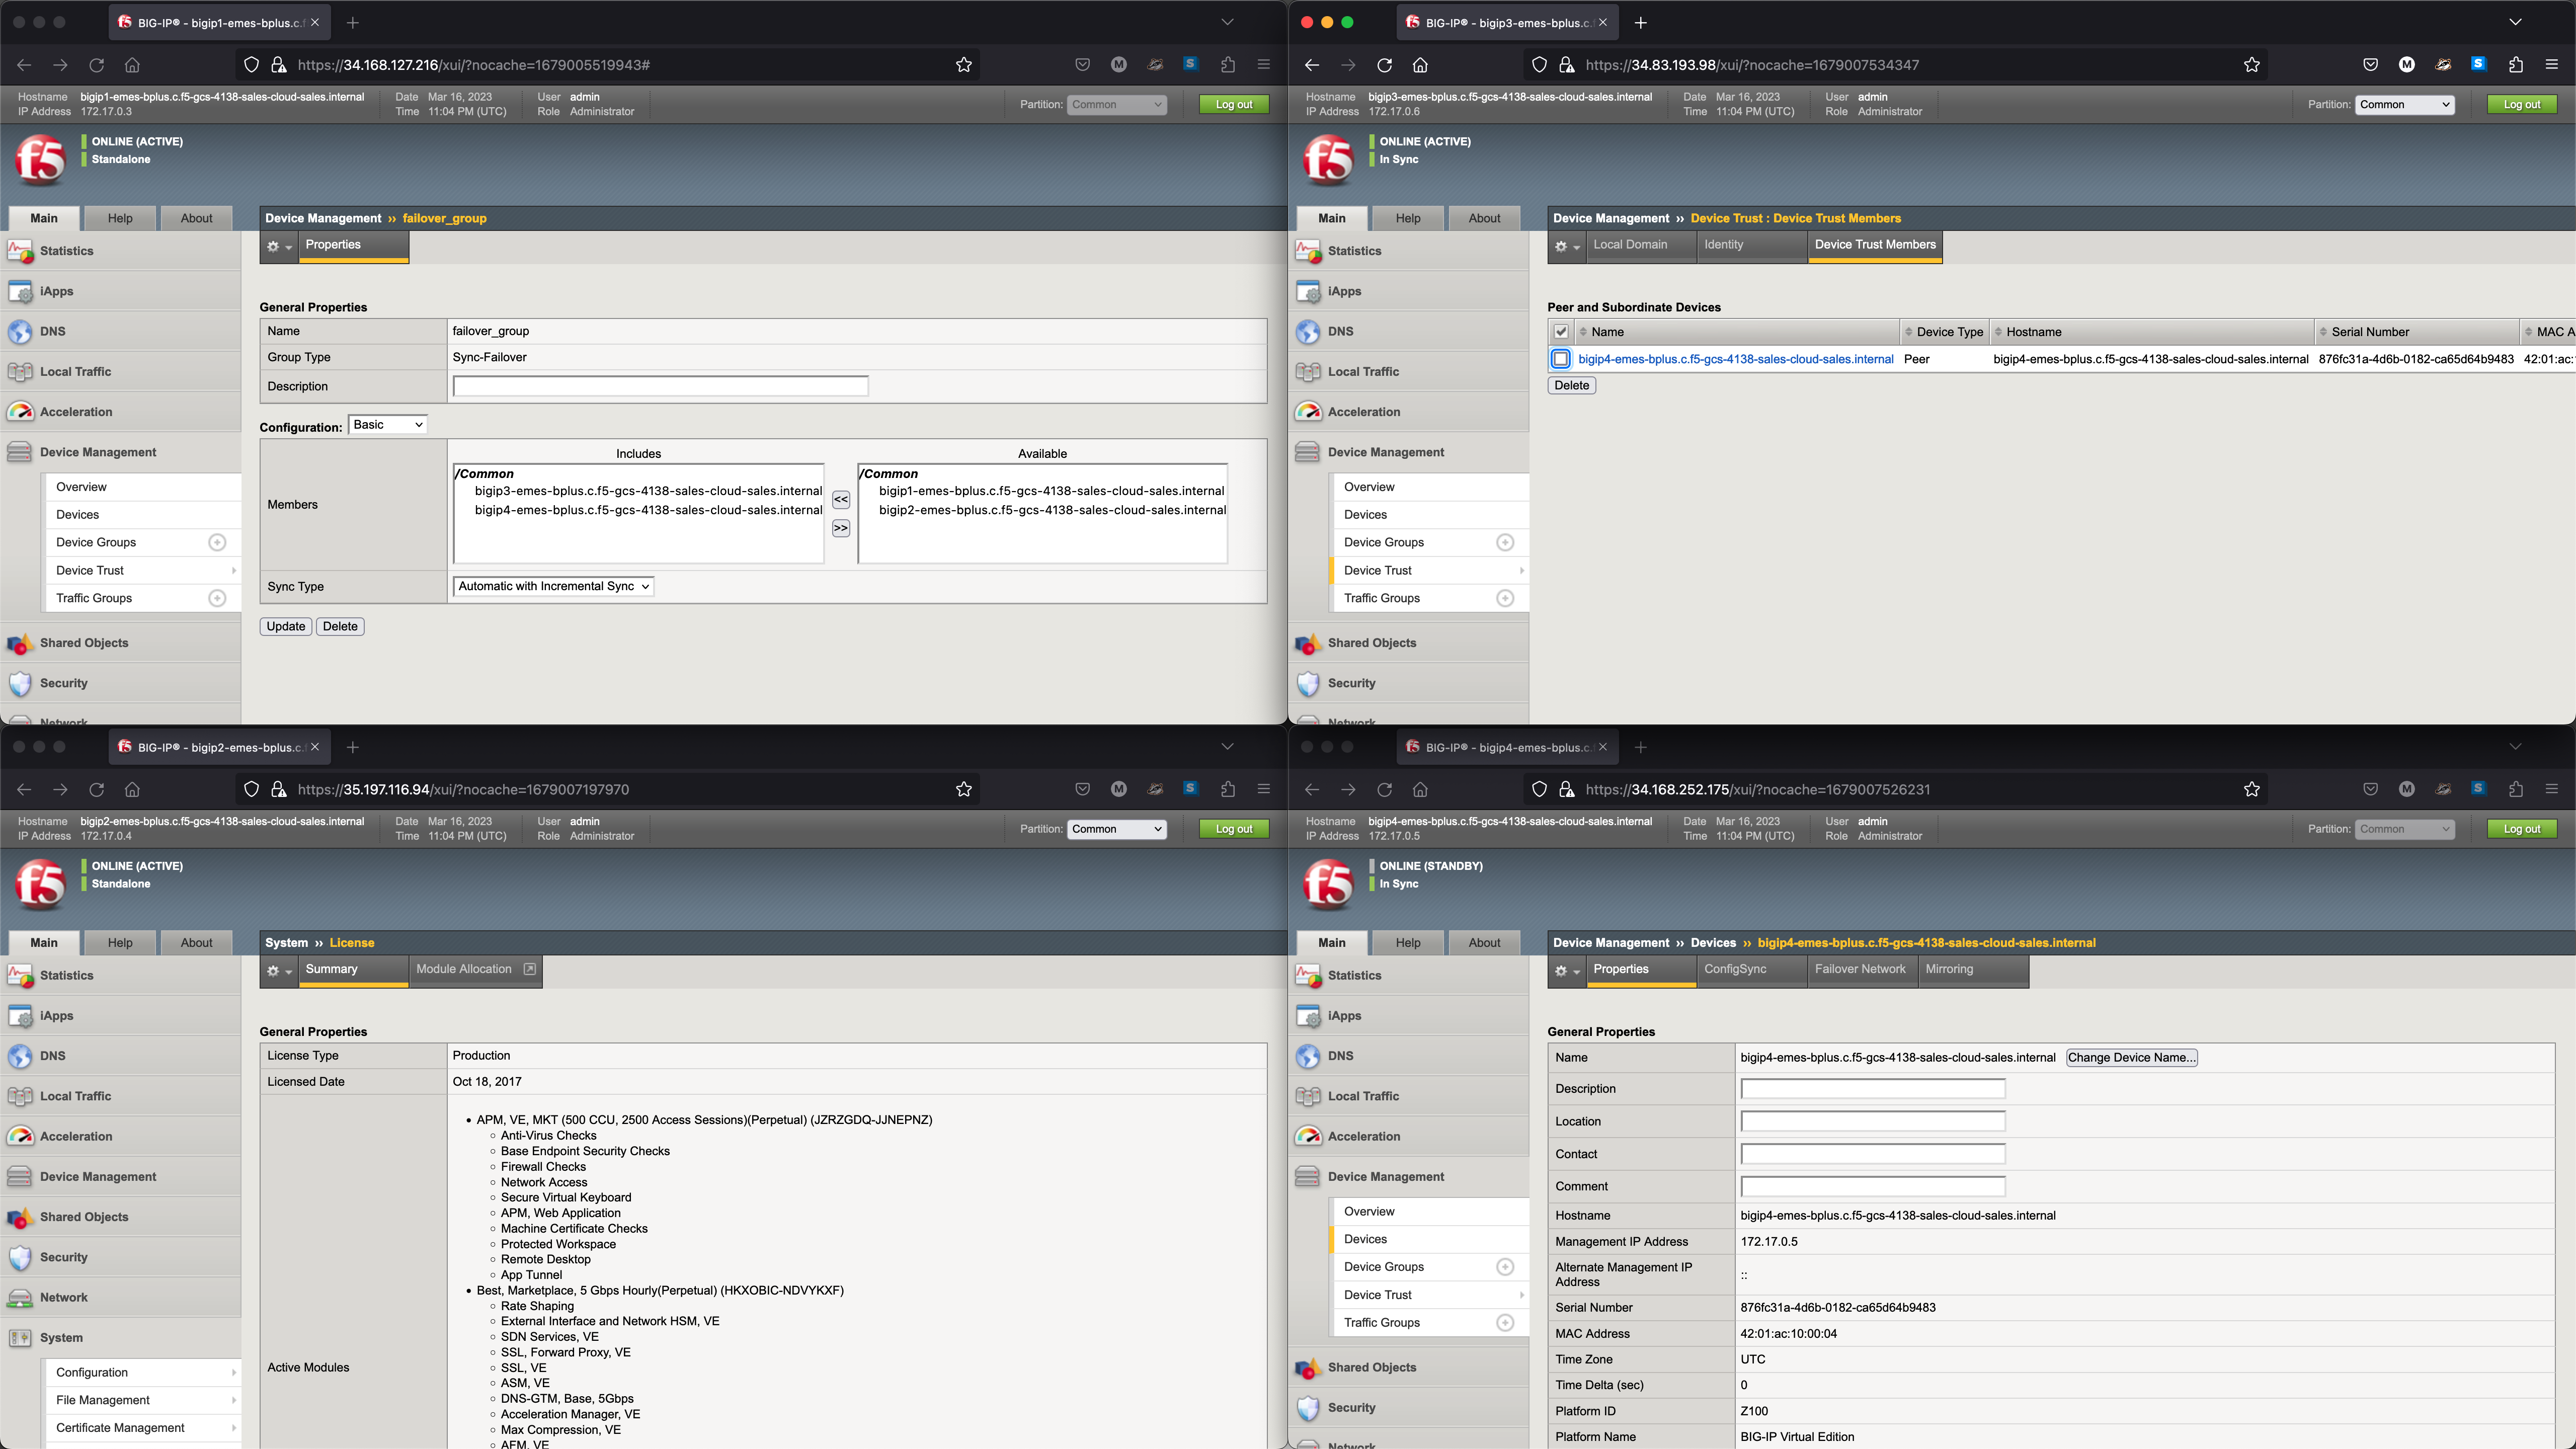 BIG-IP® - bigip1-emes-bplus.c.f
https://34.168.127.216/xui/?nocache=1679005519943#
Hostname bigip1-emes-bplus.c.f5-gcs-4138-sales-cloud-sales.internal Date Mar 16, 2023 User admin
IP Address 172.17.0.3 Time 11:04 PM (UTC) Role Administrator
Partition: Common Log out
ONLINE (ACTIVE)
Standalone
f5
Main Help About
Device Management ›› failover_group
Properties
Statistics
iApps
DNS
Local Traffic
Acceleration
Device Management
Overview
Devices
Device Groups
Device Trust
Traffic Groups
Shared Objects
Security
Network
General Properties
Name failover_group
Group Type Sync-Failover
Description
Configuration: Basic
Members
Includes
/Common
bigip3-emes-bplus.c.f5-gcs-4138-sales-cloud-sales.internal
bigip4-emes-bplus.c.f5-gcs-4138-sales-cloud-sales.internal
<<
>>
Available
/Common
bigip1-emes-bplus.c.f5-gcs-4138-sales-cloud-sales.internal
bigip2-emes-bplus.c.f5-gcs-4138-sales-cloud-sales.internal
Sync Type Automatic with Incremental Sync
Update Delete
BIG-IP® - bigip3-emes-bplus.c.f
https://34.83.193.98/xui/?nocache=1679007534347
Hostname bigip3-emes-bplus.c.f5-gcs-4138-sales-cloud-sales.internal Date Mar 16, 2023 User admin
IP Address 172.17.0.6 Time 11:04 PM (UTC) Role Administrator
Partition: Common Log out
ONLINE (ACTIVE)
In Sync
f5
Main Help About
Device Management ›› Device Trust : Device Trust Members
Local Domain Identity Device Trust Members
Statistics
iApps
DNS
Local Traffic
Acceleration
Device Management
Overview
Devices
Device Groups
Device Trust
Traffic Groups
Shared Objects
Security
Network
Peer and Subordinate Devices
Name Device Type Hostname Serial Number MAC A
bigip4-emes-bplus.c.f5-gcs-4138-sales-cloud-sales.internal Peer bigip4-emes-bplus.c.f5-gcs-4138-sales-cloud-sales.internal 876fc31a-4d6b-0182-ca65d64b9483 42:01:ac:
Delete
BIG-IP® - bigip2-emes-bplus.c.f
https://35.197.116.94/xui/?nocache=1679007197970
Hostname bigip2-emes-bplus.c.f5-gcs-4138-sales-cloud-sales.internal Date Mar 16, 2023 User admin
IP Address 172.17.0.4 Time 11:04 PM (UTC) Role Administrator
Partition: Common Log out
ONLINE (ACTIVE)
Standalone
f5
Main Help About
System ›› License
Summary Module Allocation
Statistics
iApps
DNS
Local Traffic
Acceleration
Device Management
Shared Objects
Security
Network
System
Configuration
File Management
Certificate Management
General Properties
License Type Production
Licensed Date Oct 18, 2017
Active Modules
APM, VE, MKT (500 CCU, 2500 Access Sessions)(Perpetual) (JZRZGDQ-JJNEPNZ)
Anti-Virus Checks
Base Endpoint Security Checks
Firewall Checks
Network Access
Secure Virtual Keyboard
APM, Web Application
Machine Certificate Checks
Protected Workspace
Remote Desktop
App Tunnel
Best, Marketplace, 5 Gbps Hourly(Perpetual) (HKXOBIC-NDVYKXF)
Rate Shaping
External Interface and Network HSM, VE
SDN Services, VE
SSL, Forward Proxy, VE
SSL, VE
ASM, VE
DNS-GTM, Base, 5Gbps
Acceleration Manager, VE
Max Compression, VE
AFM, VE
BIG-IP® - bigip4-emes-bplus.c.
https://34.168.252.175/xui/?nocache=1679007526231
Hostname bigip4-emes-bplus.c.f5-gcs-4138-sales-cloud-sales.internal Date Mar 16, 2023 User admin
IP Address 172.17.0.5 Time 11:04 PM (UTC) Role Administrator
Partition: Common Log out
ONLINE (STANDBY)
In Sync
f5
Main Help About
Device Management ›› Devices ›› bigip4-emes-bplus.c.f5-gcs-4138-sales-cloud-sales.internal
Properties ConfigSync Failover Network Mirroring
Statistics
iApps
DNS
Local Traffic
Acceleration
Device Management
Overview
Devices
Device Groups
Device Trust
Traffic Groups
Shared Objects
Security
Network
General Properties
Name bigip4-emes-bplus.c.f5-gcs-4138-sales-cloud-sales.internal Change Device Name...
Description
Location
Contact
Comment
Hostname bigip4-emes-bplus.c.f5-gcs-4138-sales-cloud-sales.internal
Management IP Address 172.17.0.5
Alternate Management IP
Address ::
Serial Number 876fc31a-4d6b-0182-ca65d64b9483
MAC Address 42:01:ac:10:00:04
Time Zone UTC
Time Delta (sec) 0
Platform ID Z100
Platform Name BIG-IP Virtual Edition